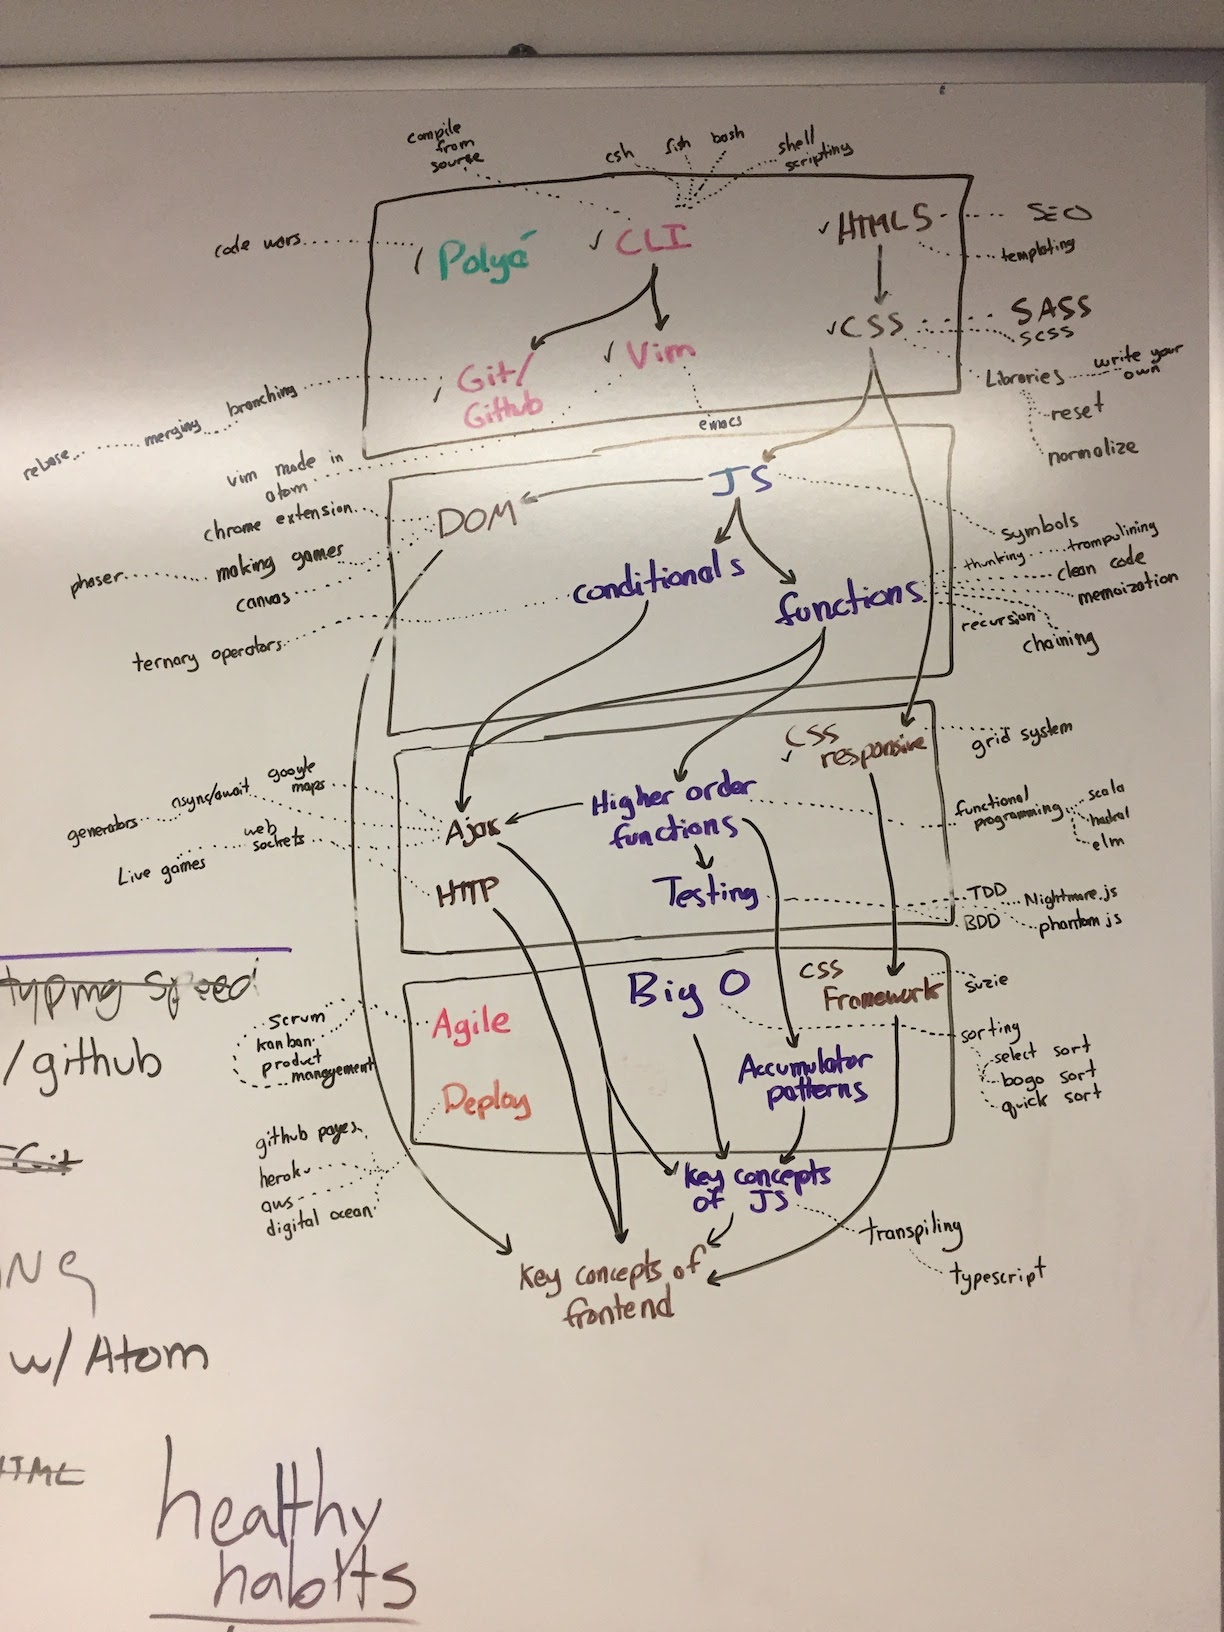 compile
from
sourse
csh
fish
bash
shell
scripting
code wars
Polya
CLI
HTML5
SEO
templating
CSS
SASS
SCSS
Git/
Github
Vim
Libraries
write your
own
reset
normalize
emacs
rebase
merging
branching
vim mode in
atom
JS
DOM
chrome extension
phaser
making games
canvas
conditionals
functions
ternary operators
symbols
thunking
trampulining
clean code
memoization
recursion
chaining
CSS
responsive
grid system
google
maps
async/await
generators
web
sockets
Live games
Ajax
HTTP
Higher order
functions
Testing
functional
programming
scala
elm
TDD
Nightmare.js
BDD
phantom js
typing speed
/github
scrum
kanban
product
mangyement
Agile
Deploy
Big O
CSS
Framework
suzie
sorting
select sort
bogo sort
quick sort
Accumulator
patterns
github pages
heroku
aws
digital ocean
Key concepts
of JS
transpiling
typescript
Key concepts of
frontend
w/ Atom
HTML
healthy
habits